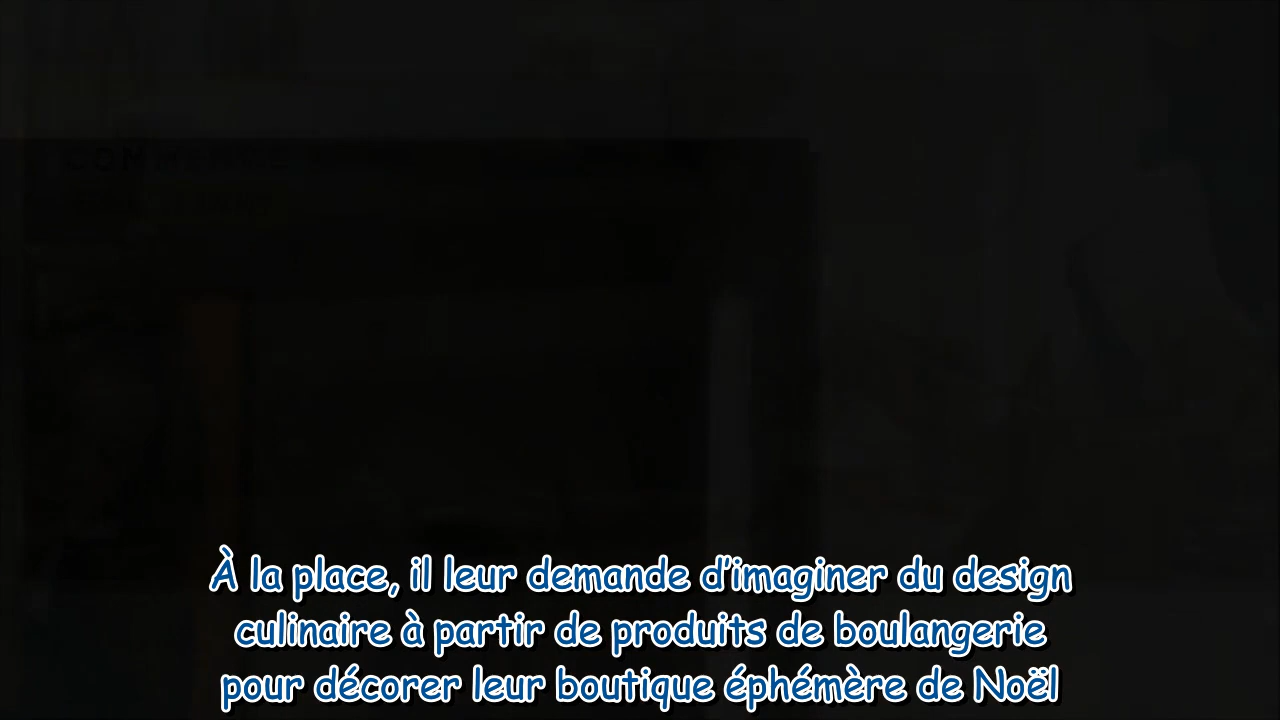 À la place, il leur demande d'imaginer du design
culinaire à partir de produits de boulangerie
pour décorer leur boutique éphémère de Noël